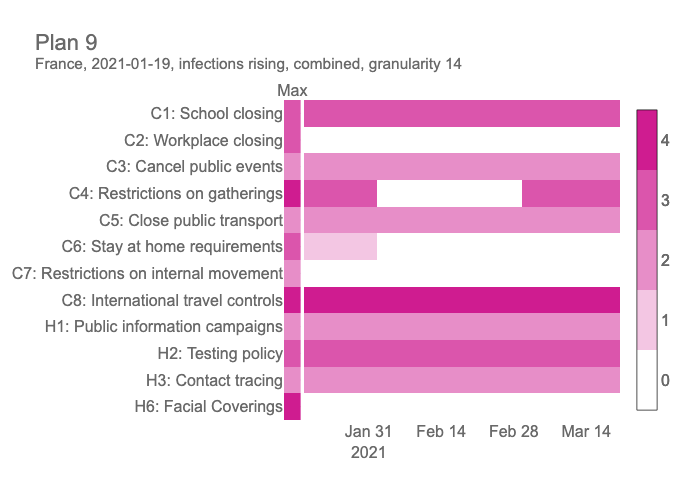 Plan 9
France, 2021-01-19, infections rising, combined, granularity 14
Max
C1: School closing
C2: Workplace closing
C3: Cancel public events
C4: Restrictions on gatherings
C5: Close public transport
C6: Stay at home requirements
C7: Restrictions on internal movement
C8: International travel controls
H1: Public information campaigns
H2: Testing policy
H3: Contact tracing
H6: Facial Coverings
Jan 31 Feb 14 Feb 28 Mar 14
2021
4
3
2
1
0